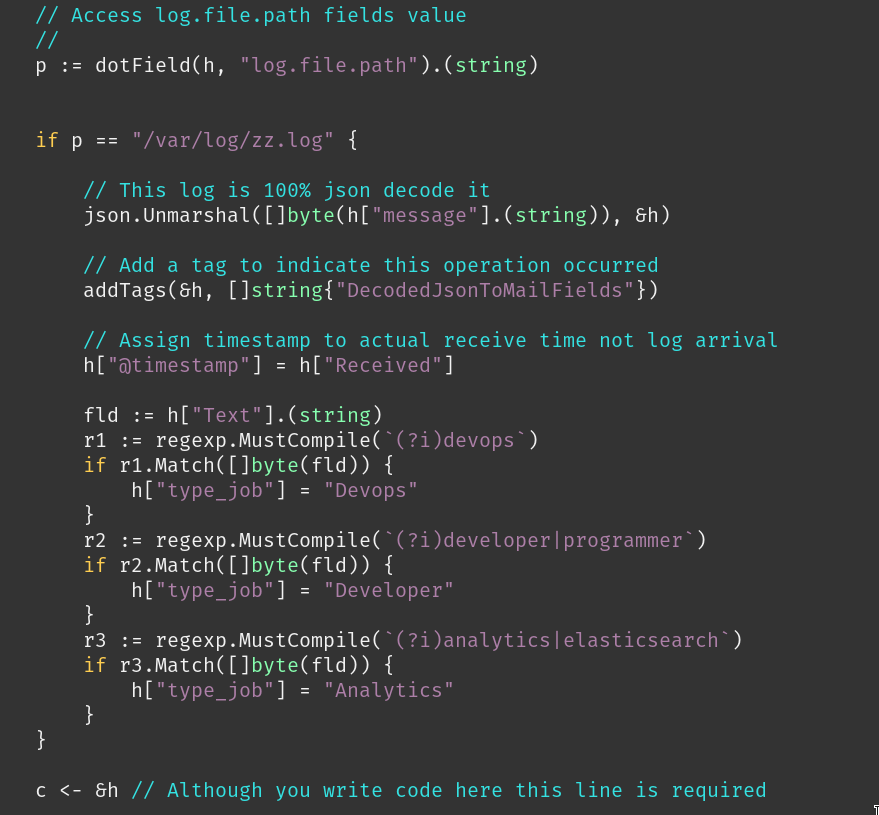 // Access log.file.path fields value
//
p := dotField(h, "log.file.path").(string)
if p == "/var/log/zz.log" {
// This log is 100% json decode it
json.Unmarshal([]byte(h["message"].(string)), &h)
// Add a tag to indicate this operation occurred
addTags(&h, []string{"DecodedJsonToMailFields"})
// Assign timestamp to actual receive time not log arrival
h["@timestamp"] = h["Received"]
fld := h["Text"].(string)
r1 := regexp.MustCompile(`(?i)devops`)
if r1.Match([]byte(fld)) {
h["type_job"] = "Devops"
}
r2 := regexp.MustCompile(`(?i)developer|programmer`)
if r2.Match([]byte(fld)) {
h["type_job"] = "Developer"
}
r3 := regexp.MustCompile(`(?i)analytics|elasticsearch`)
if r3.Match([]byte(fld)) {
h["type_job"] = "Analytics"
}
}
c <- &h // Although you write code here this line is required